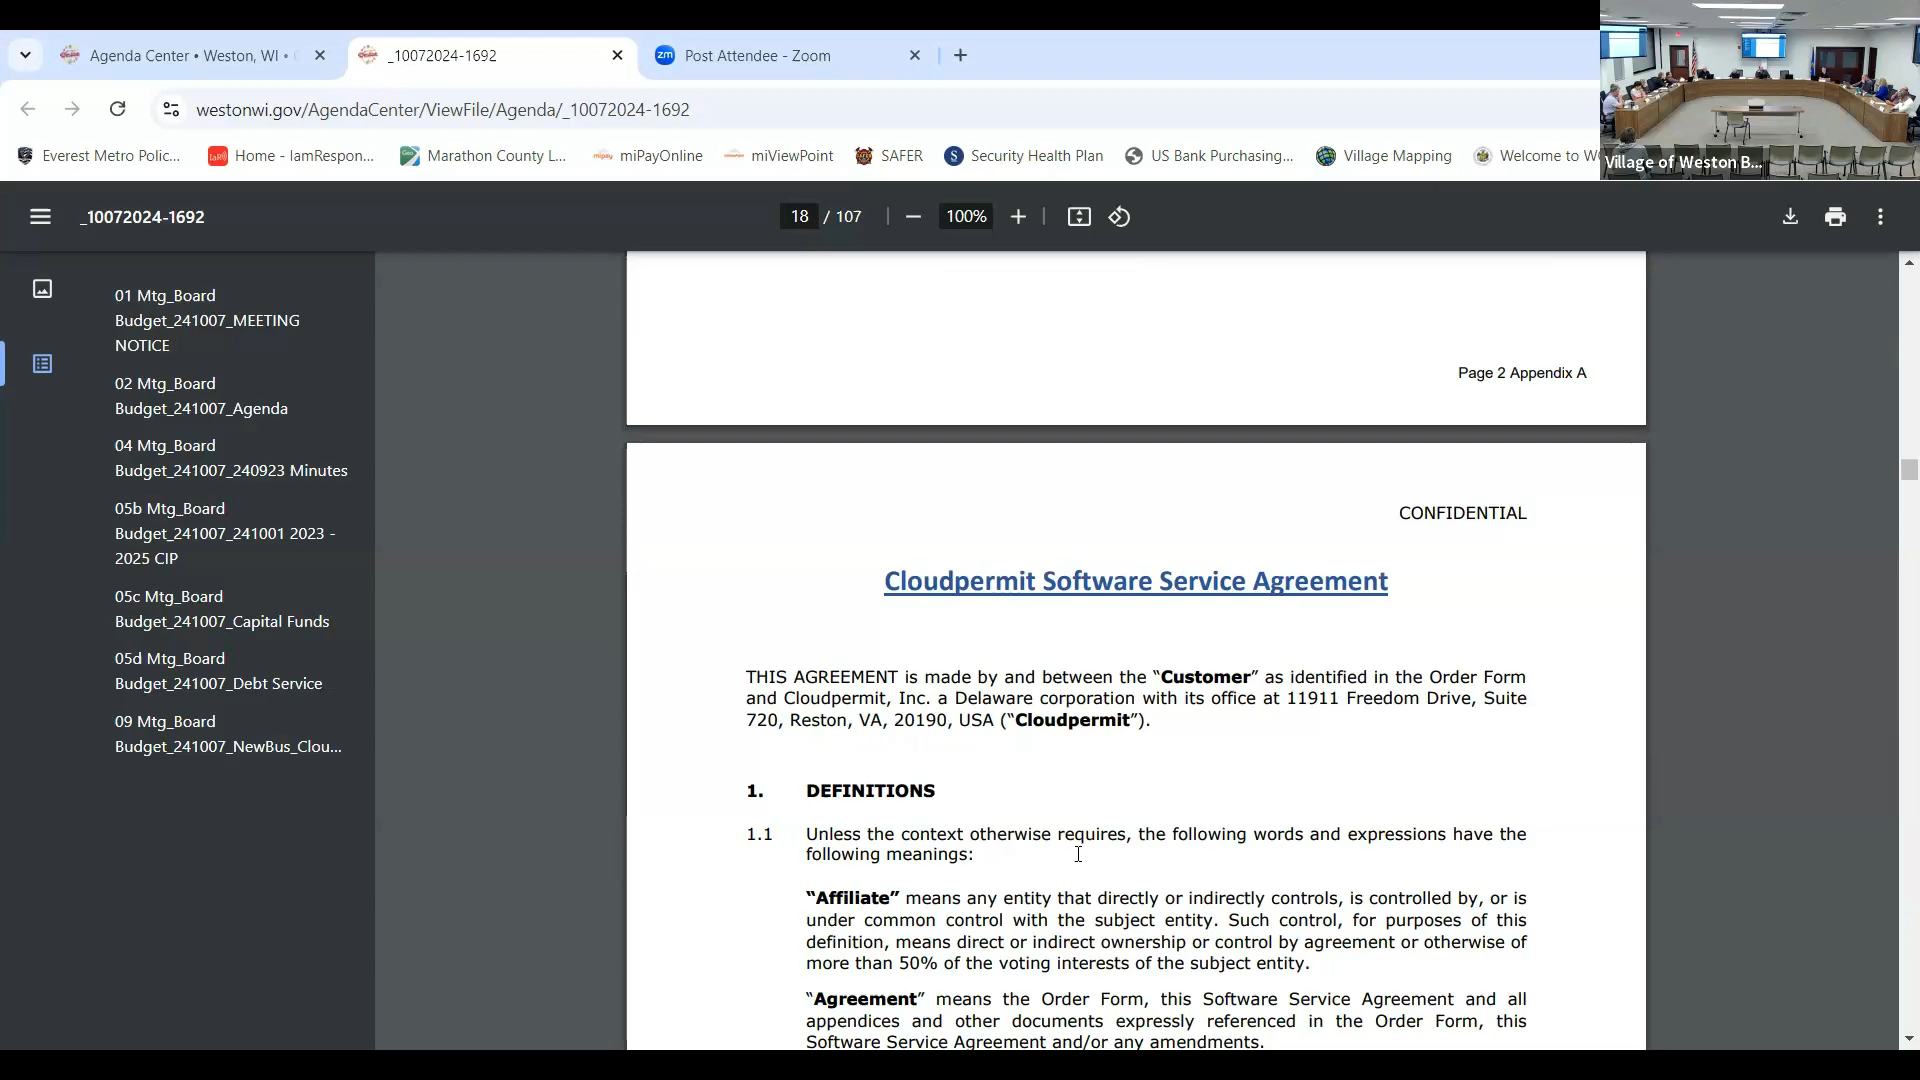 Agenda Center • Weston, WI •
_10072024-1692
zm
Post Attendee - Zoom
westonwi.gov/AgendaCenter/ViewFile/Agenda/_10072024-1692
Everest Metro Polic...
Home - IamRespon...
Marathon County L...
miPayOnline
miViewPoint
SAFER
Security Health Plan
US Bank Purchasing...
Village Mapping
Welcome to W
Village of Weston B...
_10072024-1692
18 / 107
100%
01 Mtg_Board
Budget_241007_MEETING
NOTICE
02 Mtg_Board
Budget_241007_Agenda
04 Mtg_Board
Budget_241007_240923 Minutes
05b Mtg_Board
Budget_241007_241001 2023 -
2025 CIP
05c Mtg_Board
Budget_241007_Capital Funds
05d Mtg_Board
Budget_241007_Debt Service
09 Mtg_Board
Budget_241007_NewBus_Clou...
Page 2 Appendix A
CONFIDENTIAL
Cloudpermit Software Service Agreement
THIS AGREEMENT is made by and between the “Customer” as identified in the Order Form
and Cloudpermit, Inc. a Delaware corporation with its office at 11911 Freedom Drive, Suite
720, Reston, VA, 20190, USA (“Cloudpermit”).
1. DEFINITIONS
1.1 Unless the context otherwise requires, the following words and expressions have the
following meanings:
“Affiliate” means any entity that directly or indirectly controls, is controlled by, or is
under common control with the subject entity. Such control, for purposes of this
definition, means direct or indirect ownership or control by agreement or otherwise of
more than 50% of the voting interests of the subject entity.
“Agreement” means the Order Form, this Software Service Agreement and all
appendices and other documents expressly referenced in the Order Form, this
Software Service Agreement and/or any amendments.